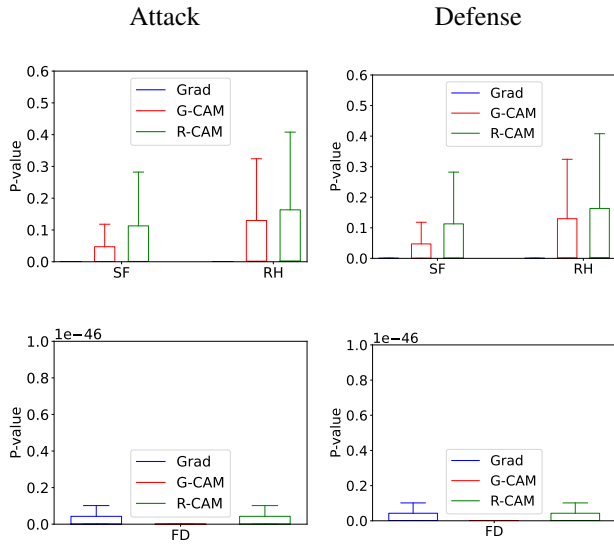 Attack
Defense
0.6
0.5
0.4
0.3
0.2
0.1
0.0
P-value
Grad
G-CAM
R-CAM
SF
RH
0.6
0.5
0.4
0.3
0.2
0.1
0.0
P-value
Grad
G-CAM
R-CAM
SF
RH
1e−46
1.0
0.8
0.6
0.4
0.2
0.0
P-value
Grad
G-CAM
R-CAM
FD
1e−46
1.0
0.8
0.6
0.4
0.2
0.0
P-value
Grad
G-CAM
R-CAM
FD